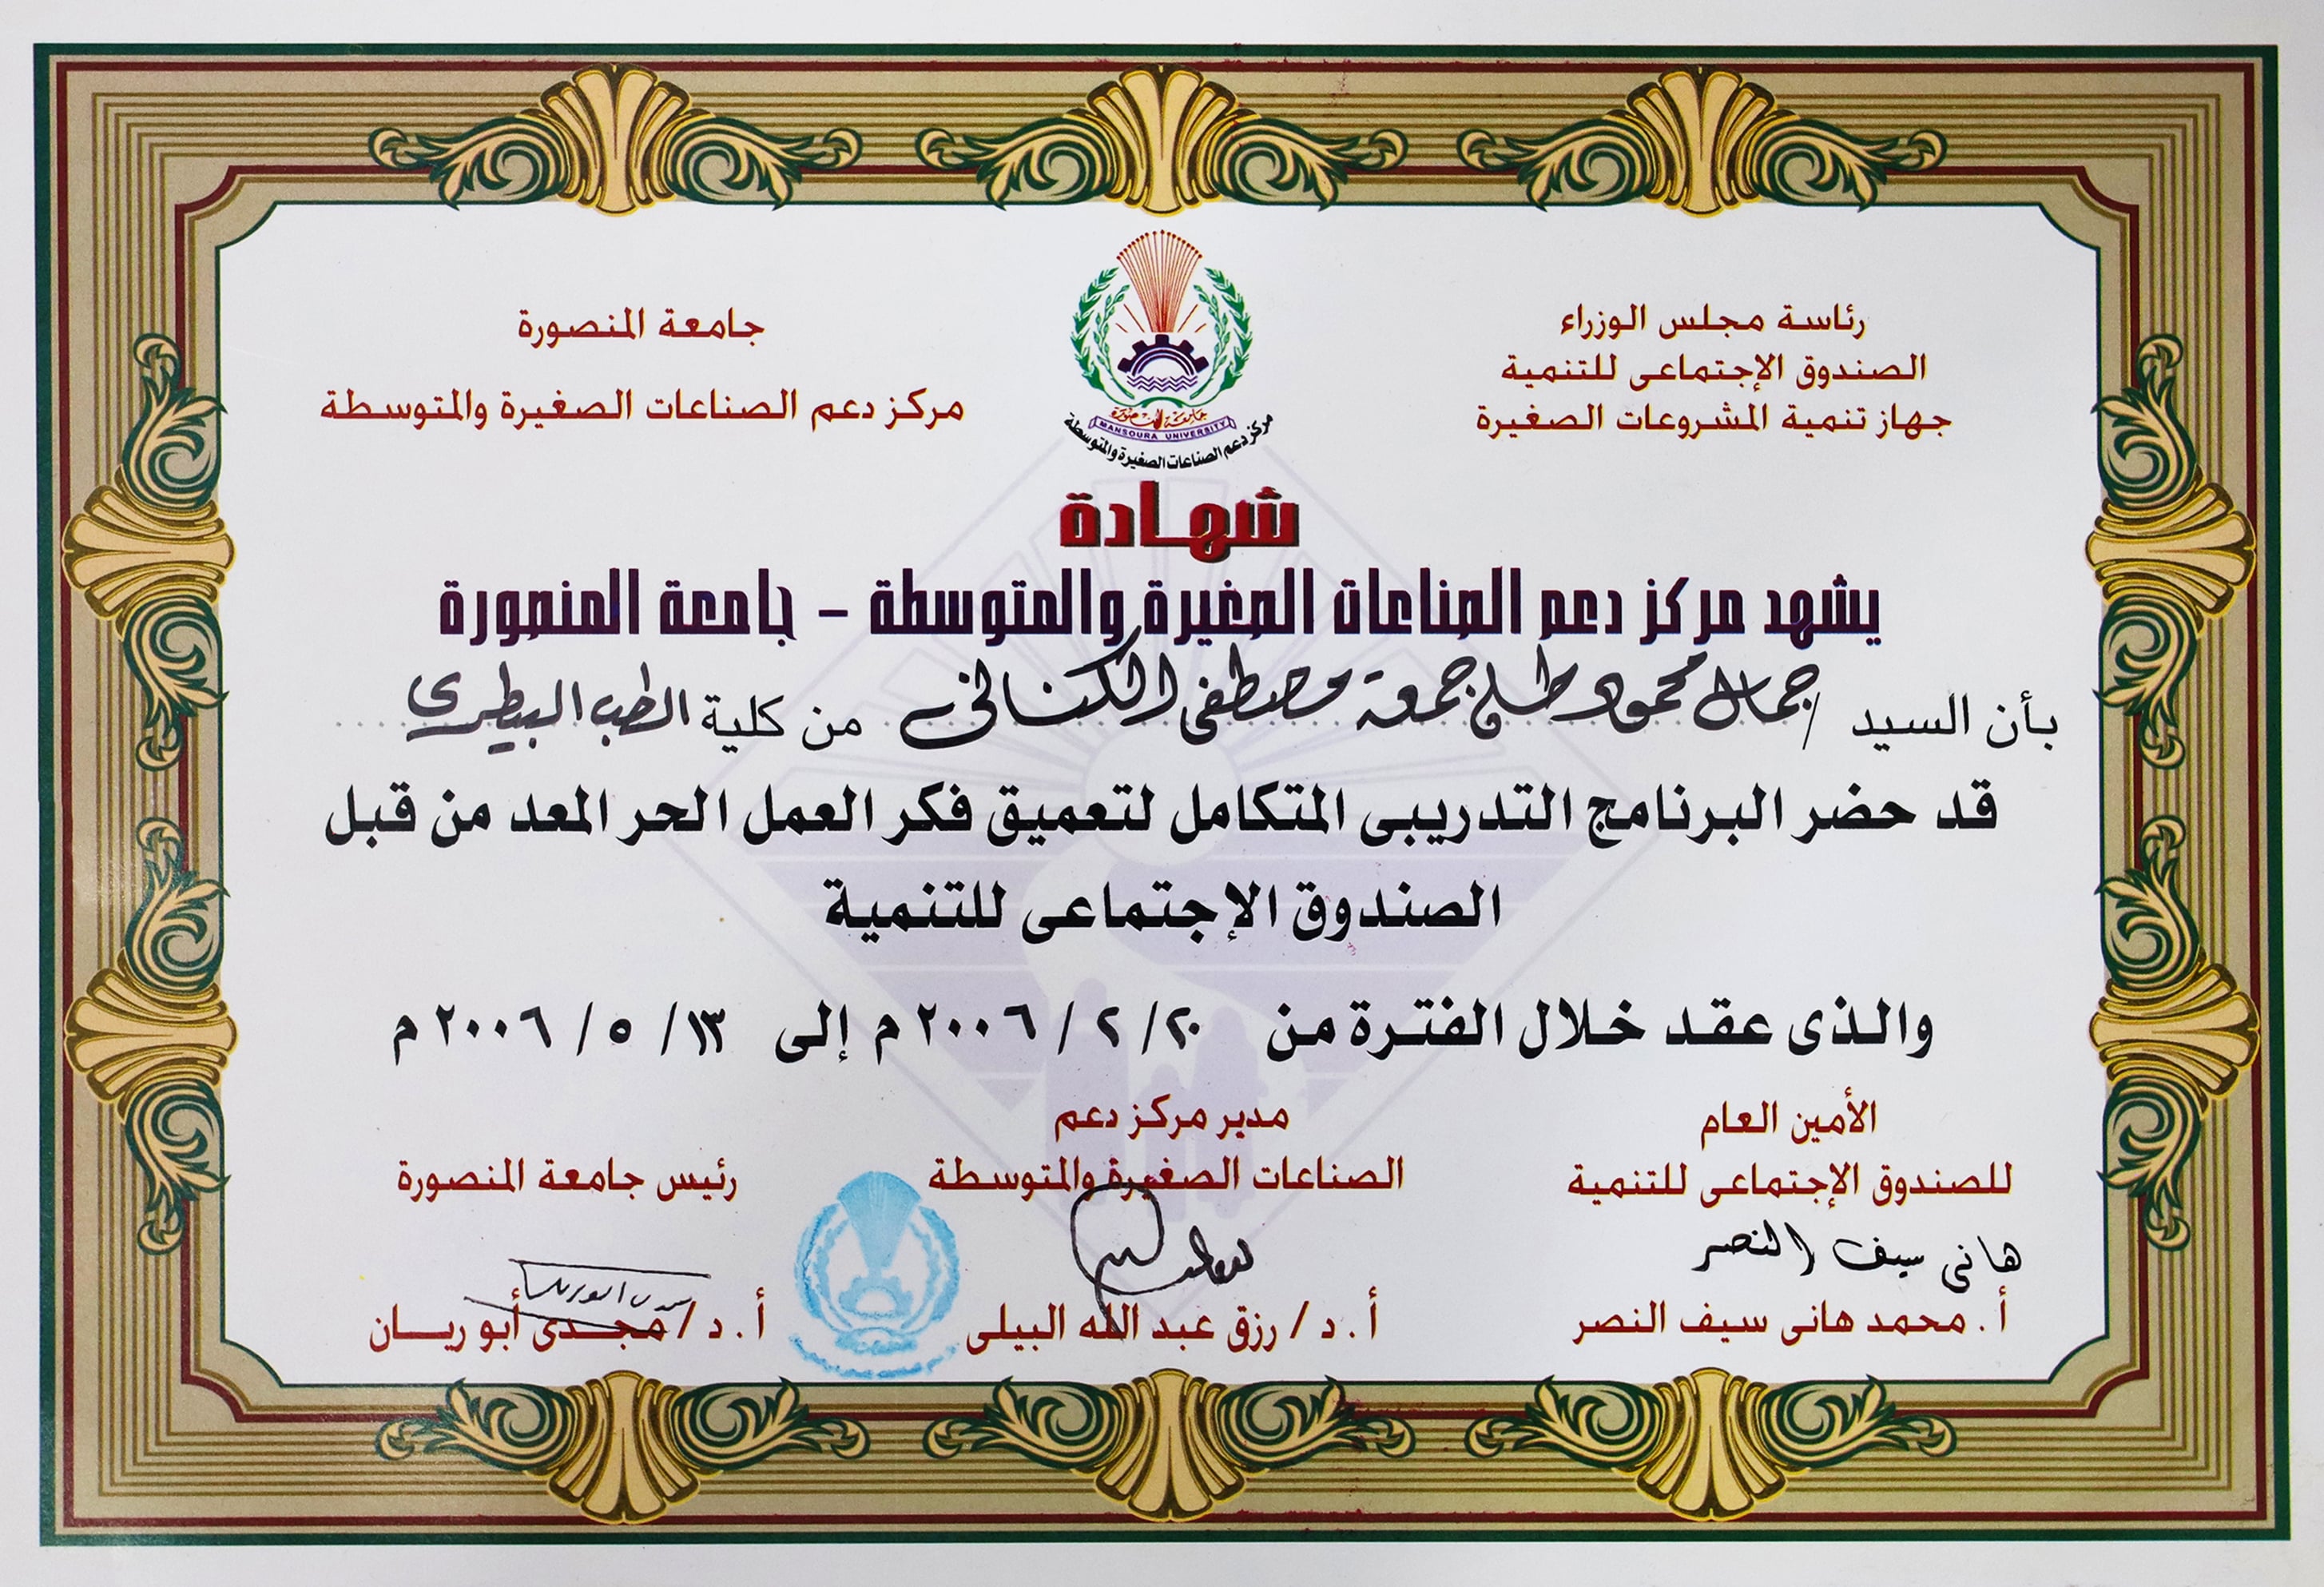 رئاسة مجلس الوزراء
الصندوق الإجتماعى للتنمية
جهاز تنمية المشروعات الصغيرة
جامعة المنصورة
MANSOURA UNIVERSITY
مركز دعم الصناعات الصغيرة والمتوسطة
جامعة المنصورة
مركز دعم الصناعات الصغيرة والمتوسطة
شهادة
يشهد مركز دعم الصناعات الصغيرة والمتوسطة - جامعة المنصورة
بأن السيد / جمال محمود طلح جمعة مصطفى الكنانى من كلية الطب البيطرى
قد حضر البرنامج التدريبى المتكامل لتعميق فكر العمل الحر المعد من قبل
الصندوق الإجتماعى للتنمية
والذى عقد خلال الفترة من ٢٠/ ٢ / ٢٠٠٦ م إلى ١٣/ ٥ / ٢٠٠٦ م
الأمين العام
للصندوق الإجتماعى للتنمية
هانى سيف النصر
أ. محمد هانى سيف النصر
مدير مركز دعم
الصناعات الصغيرة والمتوسطة
أ. د / رزق عبد الله البيلى
رئيس جامعة المنصورة
أ. د / مجدى أبو ريان